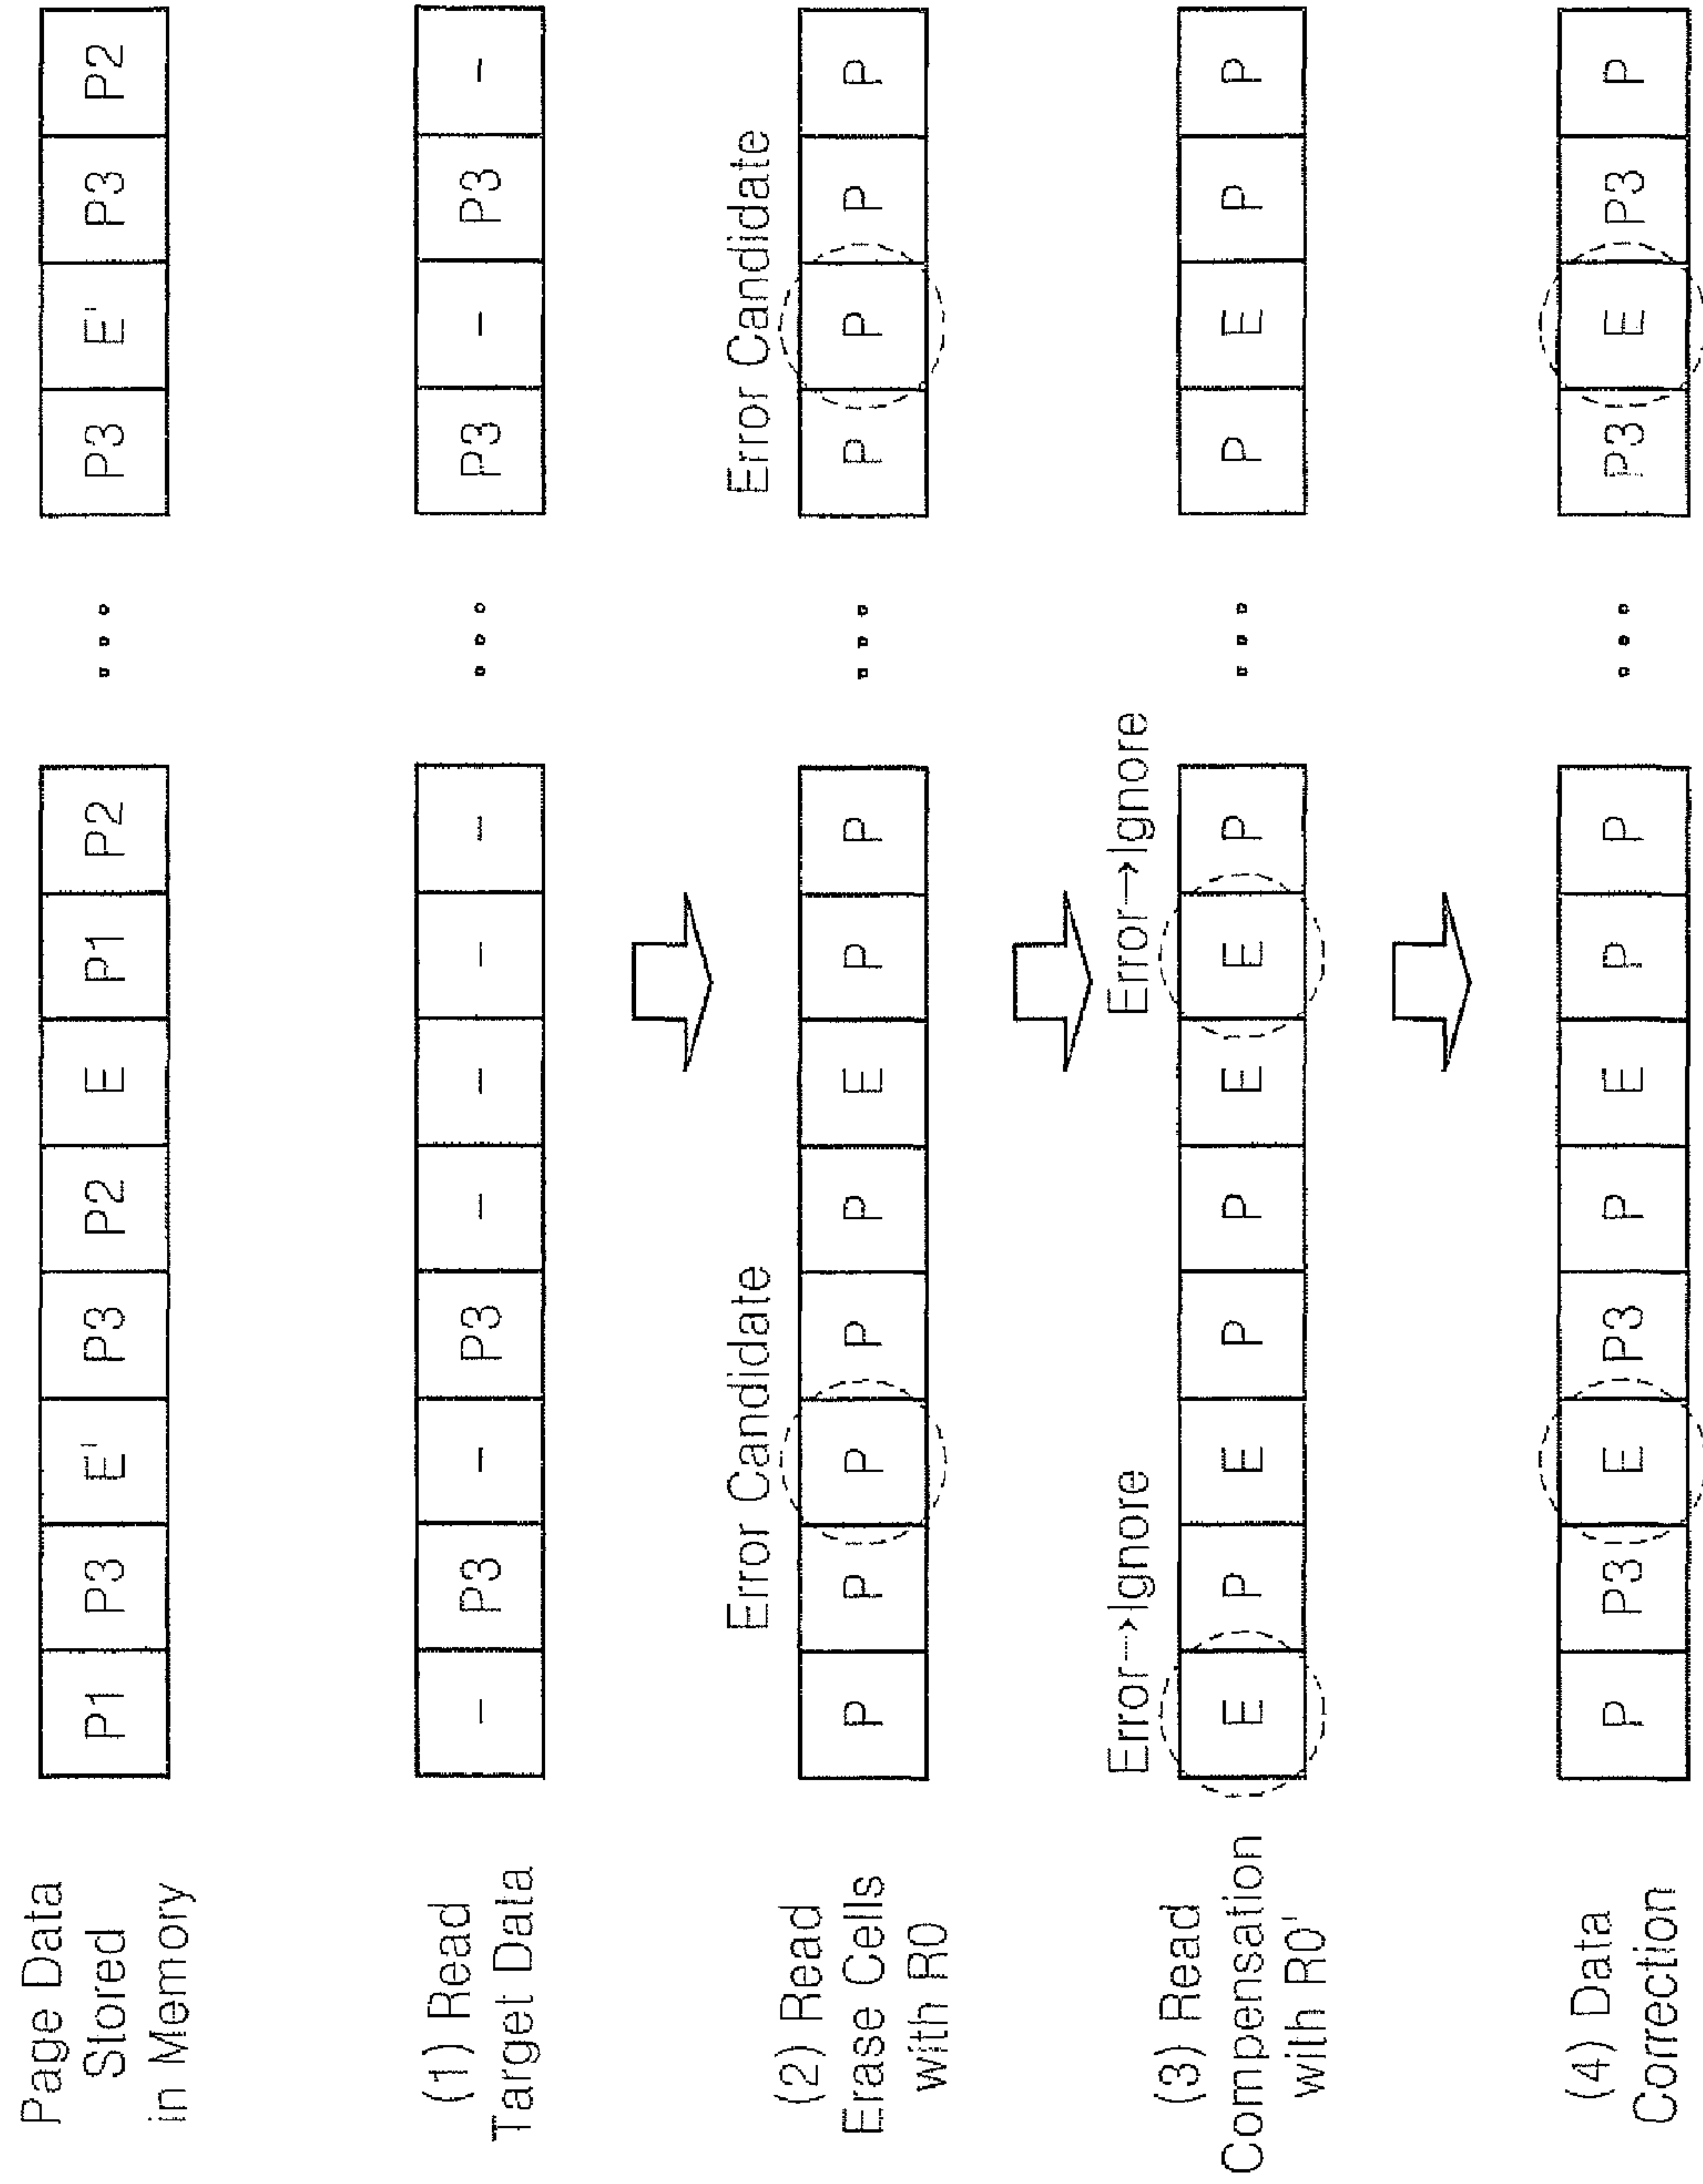 Page Data
Stored
in Memory
P1 P3 E' P3 P2 E P1 P2 ... P3 E' P3 P2
(1) Read
Target Data
- P3 - P3 - - - - ... P3 - P3 -
Error Candidate
Error Candidate
(2) Read
Erase Cells
with R0
P P P P P E P P ... P P P P
Error→Ignore
Error→Ignore
(3) Read
Compensation
with R0'
E P E P P E E P ... P E P P
(4) Data
Correction
P P3 E P3 P E P P ... P3 E P3 P